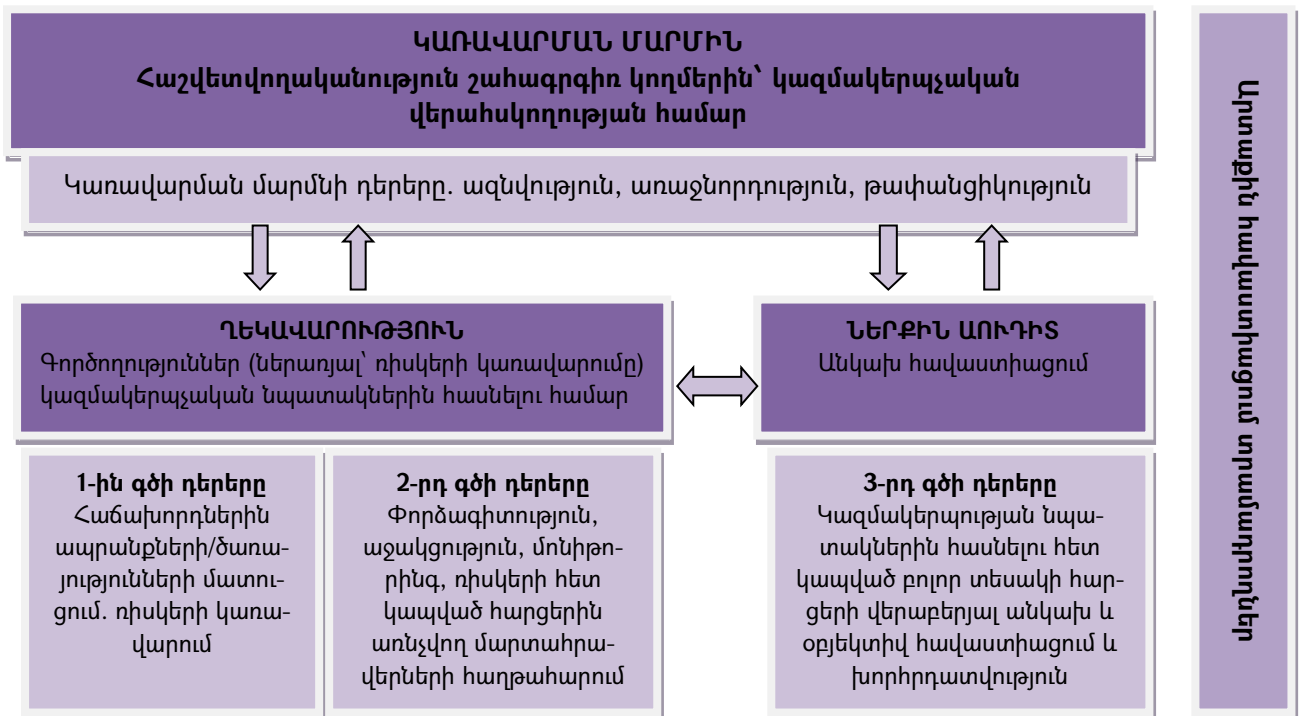 ԿԱՌԱՎԱՐՄԱՆ ՄԱՐՄԻՆ
Հաշվետվողականություն շահագրգիռ կողմերին՝ կազմակերպչական
վերահսկողության համար
Կառավարման մարմնի դերերը. ազնվություն, առաջնորդություն, թափանցիկություն
ՂԵԿԱՎԱՐՈՒԹՅՈՒՆ
Գործողություններ (ներառյալ՝ ռիսկերի կառավարումը)
կազմակերպչական նպատակներին հասնելու համար
ՆԵՐՔԻՆ ԱՈՒԴԻՏ
Անկախ հավաստիացում
1-ին գծի դերերը
Հաճախորդներին
ապրանքների/ծառա-
յությունների մատու-
ցում. ռիսկերի կառա-
վարում
2-րդ գծի դերերը
Փորձագիտություն,
աջակցություն, մոնիթո-
րինգ, ռիսկերի հետ
կապված հարցերին
առնչվող մարտահրա-
վերների հաղթահարում
3-րդ գծի դերերը
Կազմակերպության նպա-
տակներին հասնելու հետ
կապված բոլոր տեսակի հար-
ցերի վերաբերյալ անկախ և
օբյեկտիվ հավաստիացում և
խորհրդատվություն
Արտաքին հավաստիացում տրամադրողներ